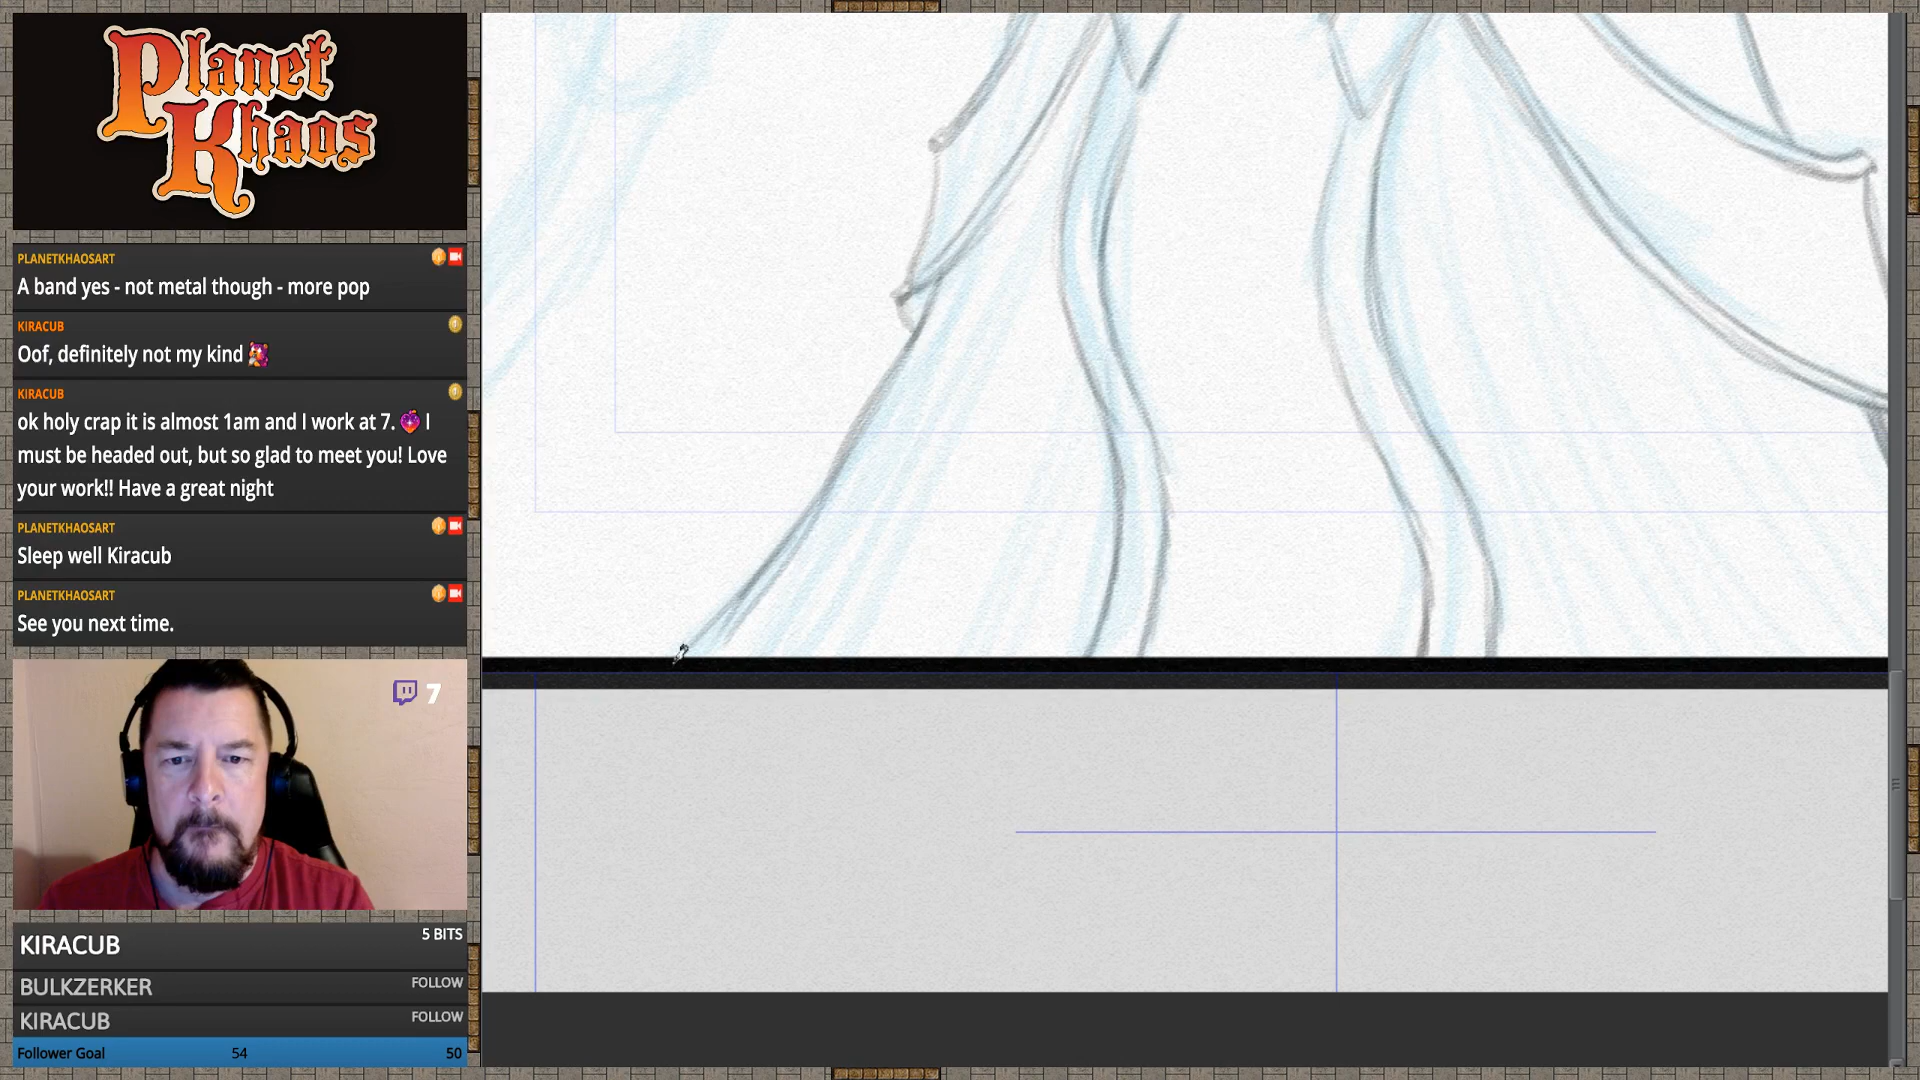 Planet
Khaos
PLANETKHAOSART
A band yes - not metal though - more pop
KIRACUB
Oof, definitely not my kind
KIRACUB
ok holy crap it is almost 1am and I work at 7. I
must be headed out, but so glad to meet you! Love
your work!! Have a great night
PLANETKHAOSART
Sleep well Kiracub
PLANETKHAOSART
See you next time.
7
KIRACUB 5 BITS
BULKZERKER FOLLOW
KIRACUB FOLLOW
Follower Goal 54 50